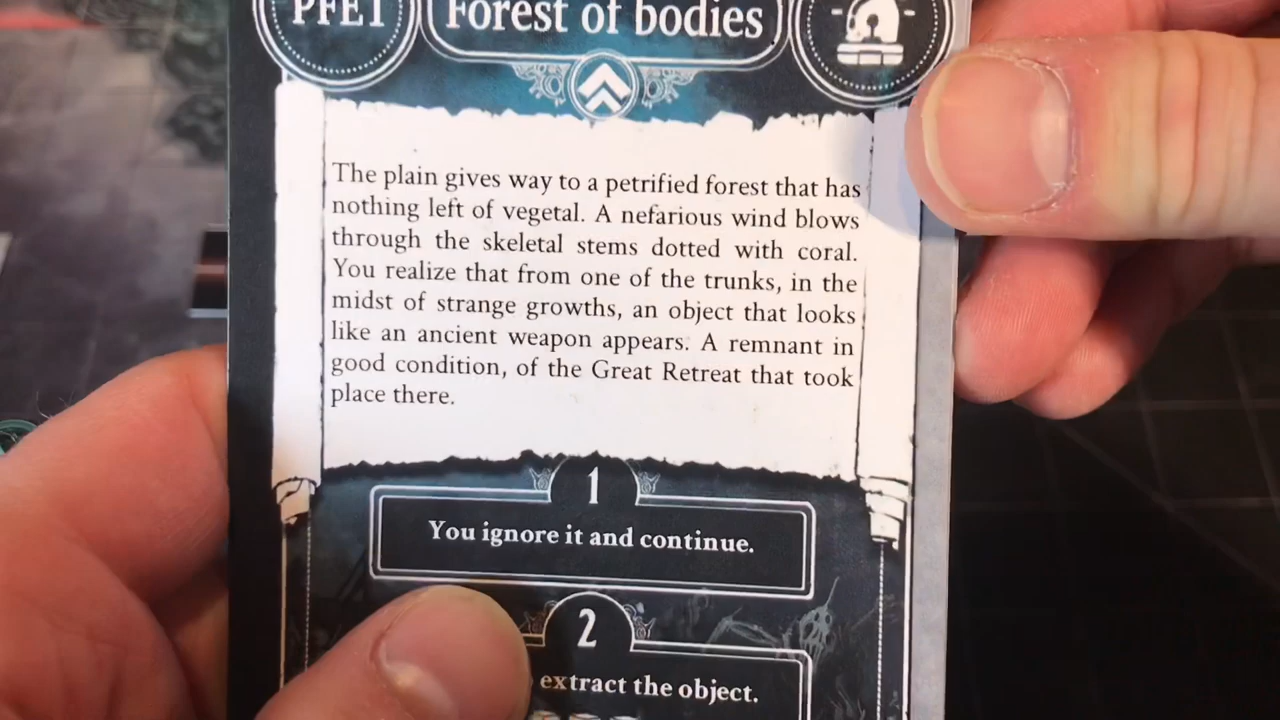 PFE1
Forest of bodies
The plain gives way to a petrified forest that has
nothing left of vegetal. A nefarious wind blows
through the skeletal stems dotted with coral.
You realize that from one of the trunks, in the
midst of strange growths, an object that looks
like an ancient weapon appears. A remnant in
good condition, of the Great Retreat that took
place there.
1
You ignore it and continue.
2
extract the object.